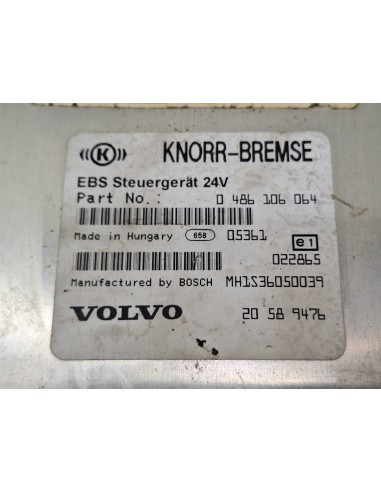 K KNORR-BREMSE
EBS Steuergerät 24V
Part No.: 0 486 106 064
Made in Hungary 658 05361 e1
022865
Manufactured by BOSCH MH1S36050039
VOLVO 20 58 9476